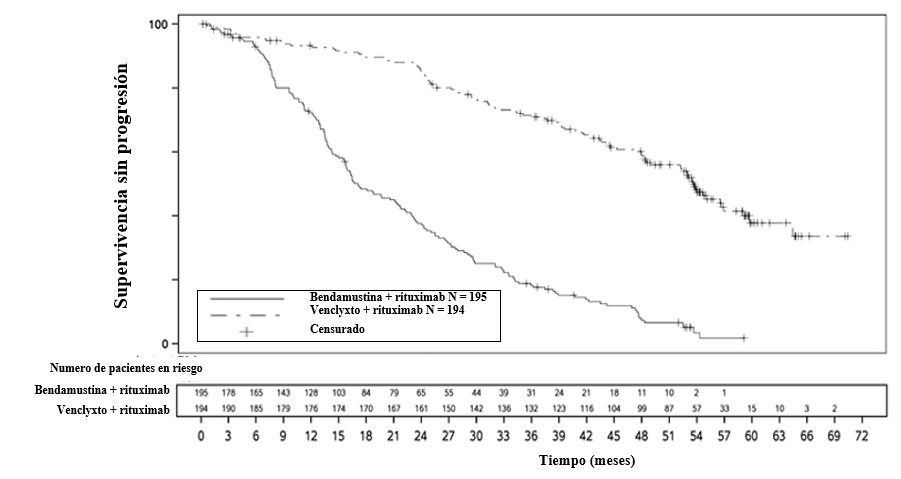 100
Supervivencia sin progresión
0
Bendamustina + rituximab N = 195
Venclyxto + rituximab N = 194
Censurado
Numero de pacientes en riesgo
Bendamustina + rituximab 195 178 165 143 128 103 84 79 65 55 44 39 31 24 21 18 11 10 2 1
Venclyxto + rituximab 194 190 185 179 176 174 170 167 161 150 142 136 132 123 116 104 99 87 57 33 15 10 3 2
0 3 6 9 12 15 18 21 24 27 30 33 36 39 42 45 48 51 54 57 60 63 66 69 72
Tiempo (meses)